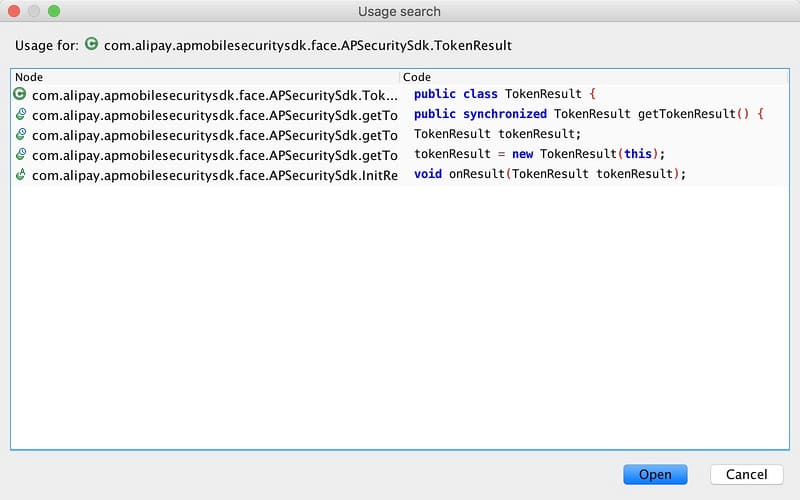 Usage search
Usage for: C com.alipay.apmobilesecuritysdk.face.APSecuritySdk.TokenResult
Node Code
C com.alipay.apmobilesecuritysdk.face.APSecuritySdk.Tok... public class TokenResult {
com.alipay.apmobilesecuritysdk.face.APSecuritySdk.getTo public synchronized TokenResult getTokenResult() {
com.alipay.apmobilesecuritysdk.face.APSecuritySdk.getTo TokenResult tokenResult;
com.alipay.apmobilesecuritysdk.face.APSecuritySdk.getTo tokenResult = new TokenResult(this);
A com.alipay.apmobilesecuritysdk.face.APSecuritySdk.InitRe void onResult(TokenResult tokenResult);
Open Cancel